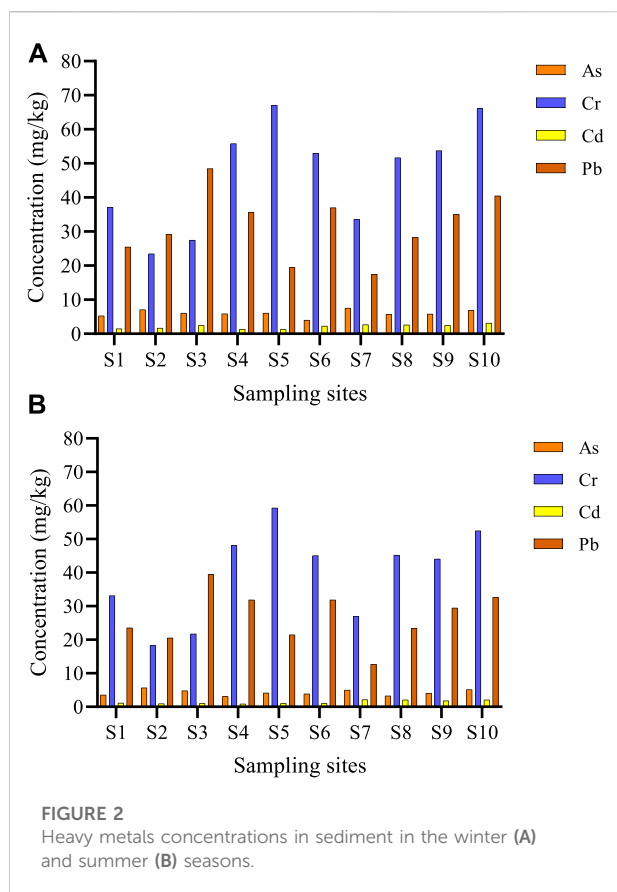 A
80
70
60
50
40
30
20
10
0
Concentration (mg/kg)
As
Cr
Cd
Pb
S1 S2 S3 S4 S5 S6 S7 S8 S9 S10
Sampling sites
B
80
70
60
50
40
30
20
10
0
Concentration (mg/kg)
As
Cr
Cd
Pb
S1 S2 S3 S4 S5 S6 S7 S8 S9 S10
Sampling sites
FIGURE 2
Heavy metals concentrations in sediment in the winter (A)
and summer (B) seasons.